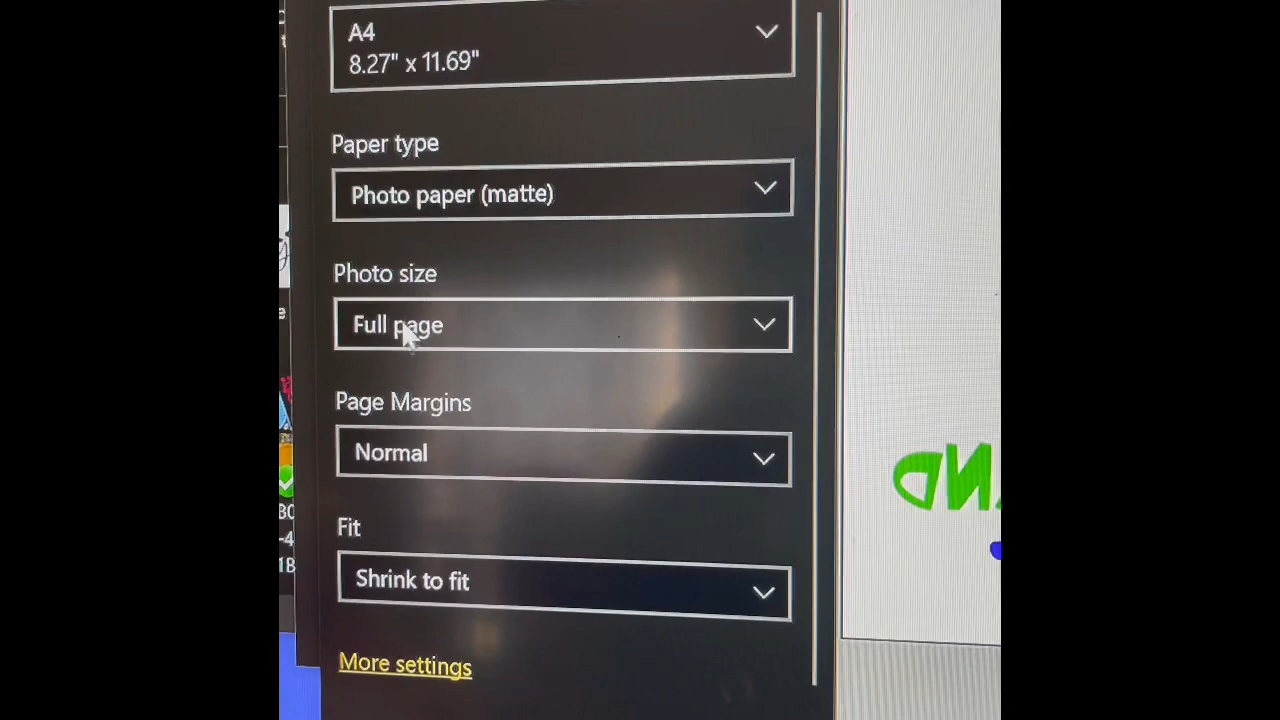 A4
8.27" x 11.69"
Paper type
Photo paper (matte)
Photo size
Full page
Page Margins
Normal
Fit
Shrink to fit
More settings